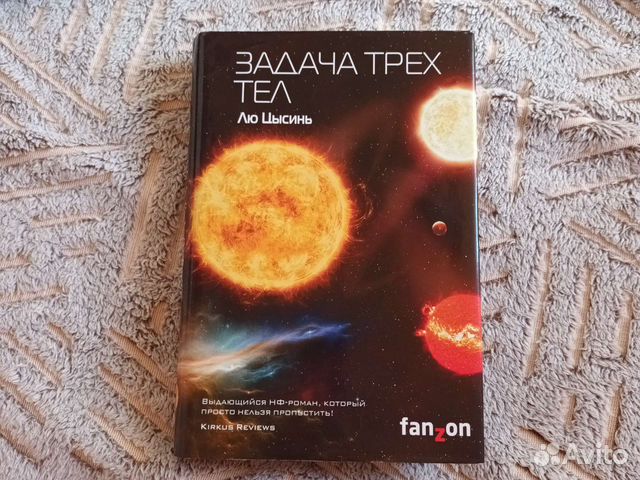 ЗАДАЧА ТРЕХ
ТЕЛ
Лю Цысинь
Выдающийся НФ-роман, который
просто нельзя пропустить!
Kirkus Reviews
fanzon
Avito